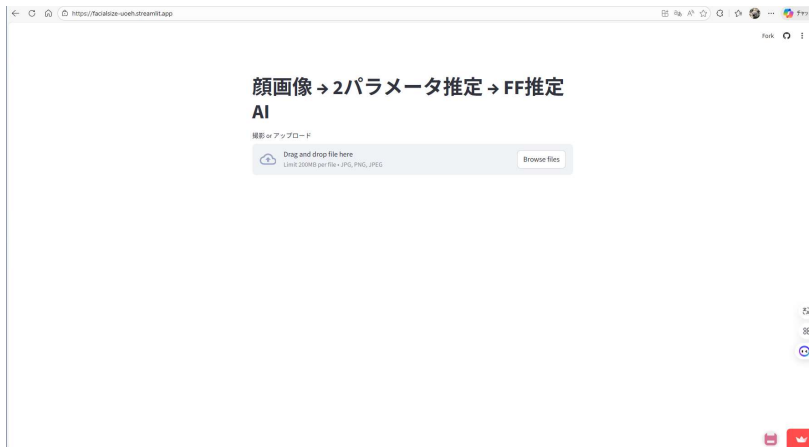 https://facialsize-uoeh.streamlit.app
Fork
顔画像 → 2パラメータ推定 → FF推定
AI
撮影 or アップロード
Drag and drop file here
Limit 200MB per file • JPG, PNG, JPEG
Browse files